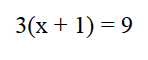 3(x + 1) = 9